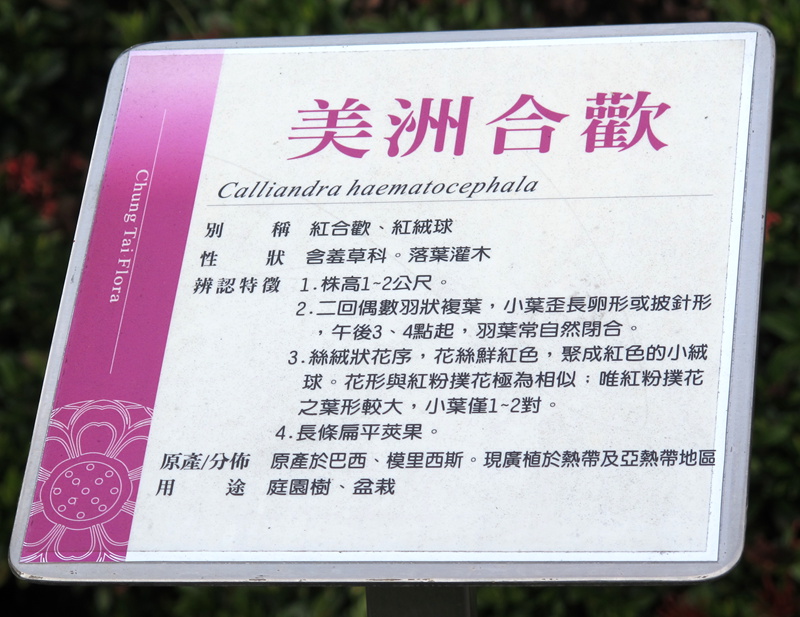 美洲合歡
Calliandra haematocephala
別 稱 紅合歡、紅絨球
性 狀 含羞草科。落葉灌木
辨認特徵 1.株高1~2公尺。
2.二回偶數羽狀複葉，小葉歪長卵形或披針形
，午後3、4點起，羽葉常自然閉合。
3.絲絨狀花序，花絲鮮紅色，聚成紅色的小絨
球。花形與紅粉撲花極為相似：唯紅粉撲花
之葉形較大，小葉僅1~2對。
4.長條扁平莢果。
原產/分佈 原產於巴西、模里西斯。現廣植於熱帶及亞熱帶地區
用 途 庭園樹、盆栽
Chung Tai Flora